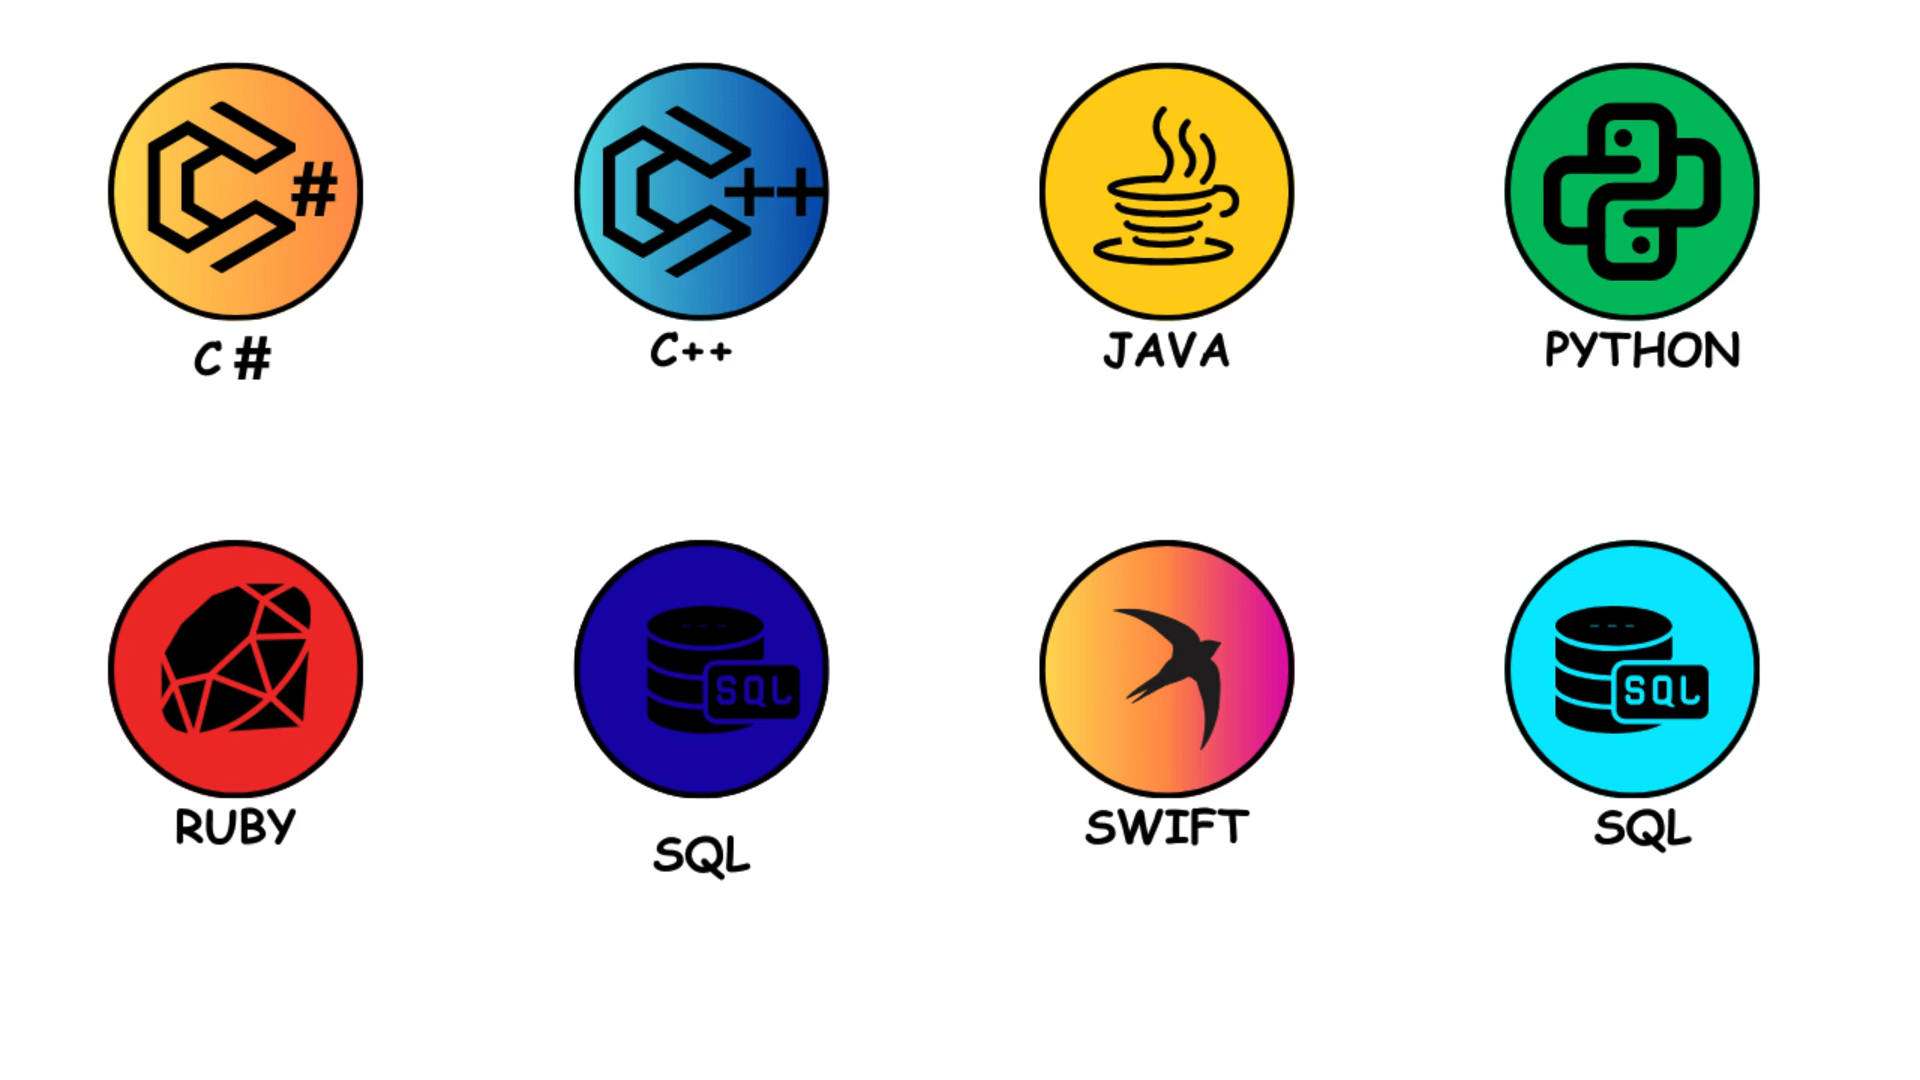 #
++
C #
C++
JAVA
PYTHON
SQL
SQL
RUBY
SQL
SWIFT
SQL